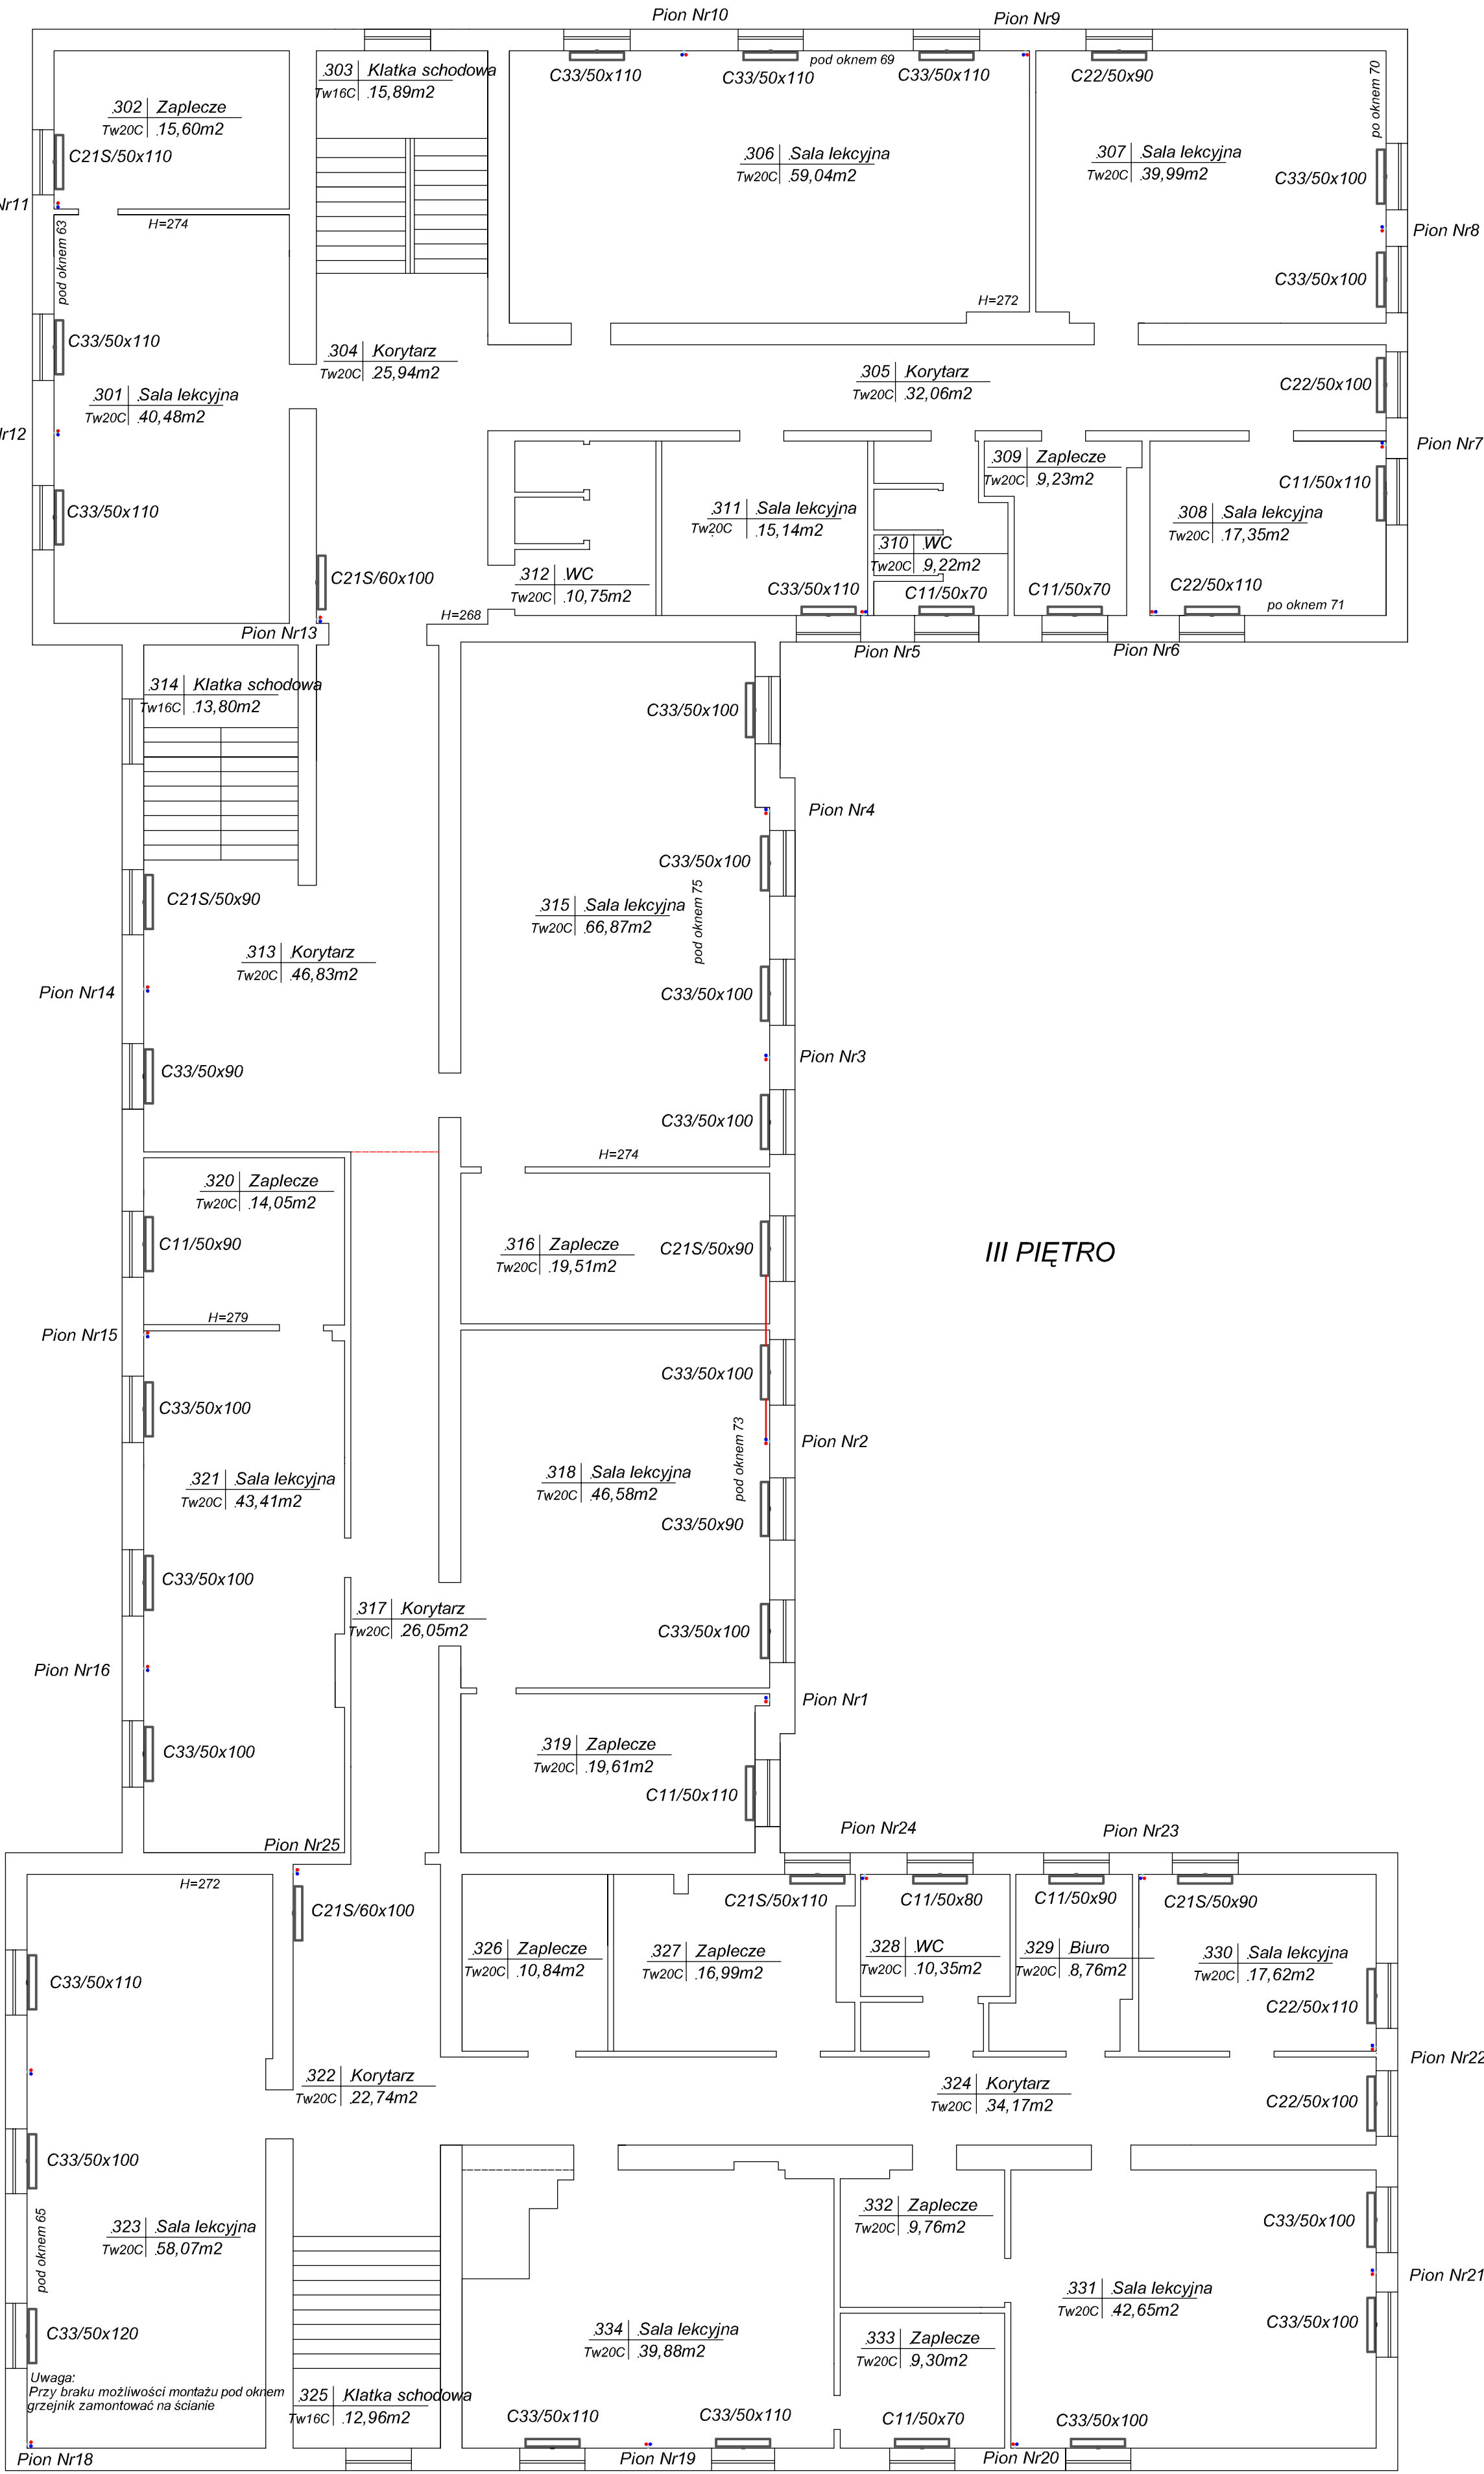 Pion Nr10
Pion Nr9
303 Klatka schodowa
Tw16C 15,89m2
C33/50x110
C33/50x110
pod oknem 69
C33/50x110
C22/50x90
po oknem 70
302 Zaplecze
Tw20C 15,60m2
C21S/50x110
306 Sala lekcyjna
Tw20C 59,04m2
307 Sala lekcyjna
Tw20C 39,99m2
C33/50x100
Nr11
H=274
pod oknem 63
Pion Nr8
C33/50x100
H=272
C33/50x110
304 Korytarz
Tw20C 25,94m2
305 Korytarz
Tw20C 32,06m2
C22/50x100
301 Sala lekcyjna
Tw20C 40,48m2
Nr12
Pion Nr7
309 Zaplecze
Tw20C 9,23m2
C11/50x110
C33/50x110
311 Sala lekcyjna
Tw20C 15,14m2
308 Sala lekcyjna
Tw20C 17,35m2
310 WC
Tw20C 9,22m2
C21S/60x100
312 WC
Tw20C 10,75m2
C33/50x110
C11/50x70
C11/50x70
C22/50x110
po oknem 71
H=268
Pion Nr13
Pion Nr5
Pion Nr6
314 Klatka schodowa
Tw16C 13,80m2
C33/50x100
Pion Nr4
C33/50x100
C21S/50x90
315 Sala lekcyjna
Tw20C 66,87m2
pod oknem 75
313 Korytarz
Tw20C 46,83m2
Pion Nr14
C33/50x100
Pion Nr3
C33/50x90
C33/50x100
H=274
320 Zaplecze
Tw20C 14,05m2
C11/50x90
316 Zaplecze
Tw20C 19,51m2
C21S/50x90
III PIĘTRO
H=279
Pion Nr15
C33/50x100
C33/50x100
Pion Nr2
pod oknem 73
321 Sala lekcyjna
Tw20C 43,41m2
318 Sala lekcyjna
Tw20C 46,58m2
C33/50x90
C33/50x100
317 Korytarz
Tw20C 26,05m2
C33/50x100
Pion Nr16
Pion Nr1
C33/50x100
319 Zaplecze
Tw20C 19,61m2
C11/50x110
Pion Nr25
Pion Nr24
Pion Nr23
H=272
C21S/60x100
C21S/50x110
C11/50x80
C11/50x90
C21S/50x90
326 Zaplecze
Tw20C 10,84m2
327 Zaplecze
Tw20C 16,99m2
328 WC
Tw20C 10,35m2
329 Biuro
Tw20C 8,76m2
330 Sala lekcyjna
Tw20C 17,62m2
C33/50x110
C22/50x110
Pion Nr22
322 Korytarz
Tw20C 22,74m2
324 Korytarz
Tw20C 34,17m2
C22/50x100
C33/50x100
332 Zaplecze
Tw20C 9,76m2
C33/50x100
323 Sala lekcyjna
Tw20C 58,07m2
pod oknem 65
Pion Nr21
331 Sala lekcyjna
Tw20C 42,65m2
C33/50x120
334 Sala lekcyjna
Tw20C 39,88m2
333 Zaplecze
Tw20C 9,30m2
C33/50x100
Uwaga:
Przy braku możliwości montażu pod oknem
grzejnik zamontować na ścianie
325 Klatka schodowa
Tw16C 12,96m2
C33/50x110
C33/50x110
C11/50x70
C33/50x100
Pion Nr18
Pion Nr19
Pion Nr20